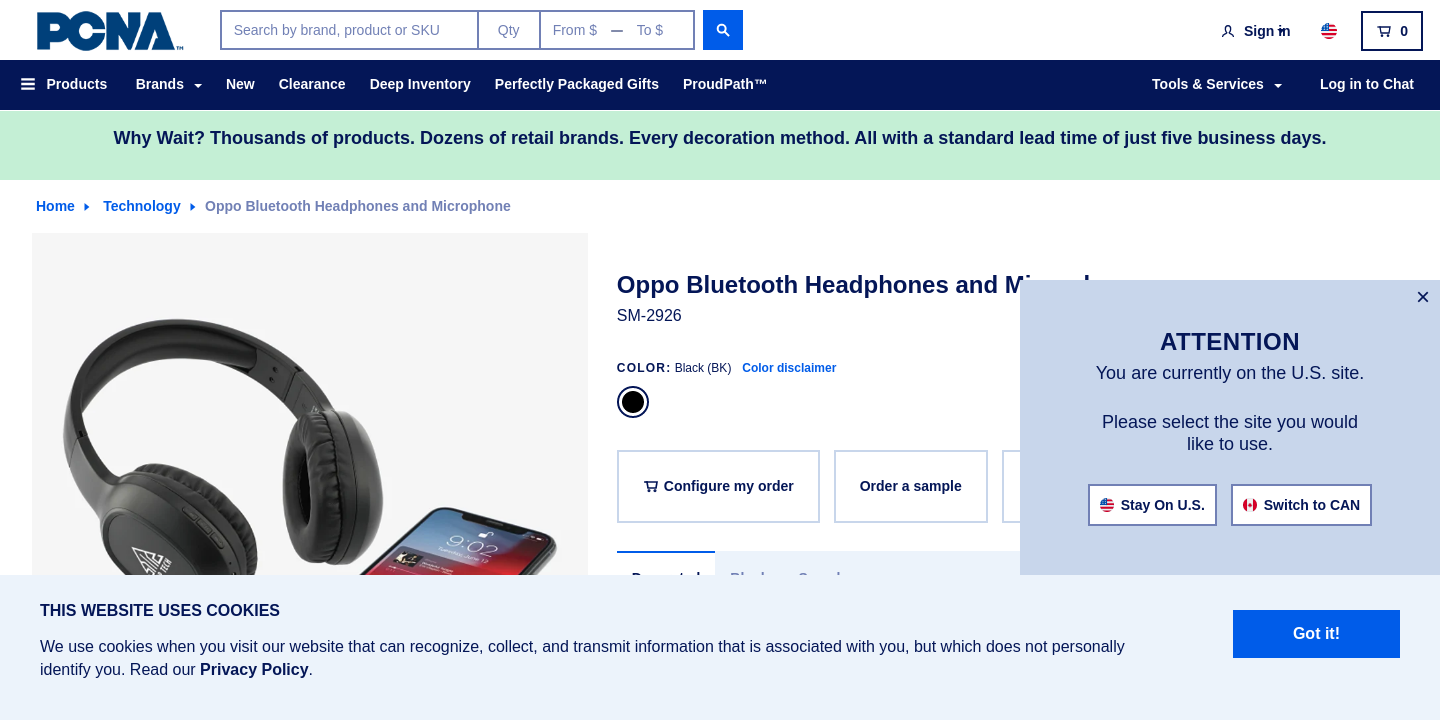 PCNA™
Search by brand, product or SKU
Qty
From $ — To $
Sign in
0
Products
Brands
New
Clearance
Deep Inventory
Perfectly Packaged Gifts
ProudPath™
Tools & Services
Log in to Chat
Why Wait? Thousands of products. Dozens of retail brands. Every decoration method. All with a standard lead time of just five business days.
Home
Technology
Oppo Bluetooth Headphones and Microphone
Oppo Bluetooth Headphones and
SM-2926
COLOR: Black (BK) Color disclaimer
Configure my order
Order a sample
9:02
Tuesday, June 12
×
ATTENTION
You are currently on the U.S. site.
Please select the site you would
like to use.
Stay On U.S.
Switch to CAN
THIS WEBSITE USES COOKIES
We use cookies when you visit our website that can recognize, collect, and transmit information that is associated with you, but which does not personally
identify you. Read our Privacy Policy.
Got it!